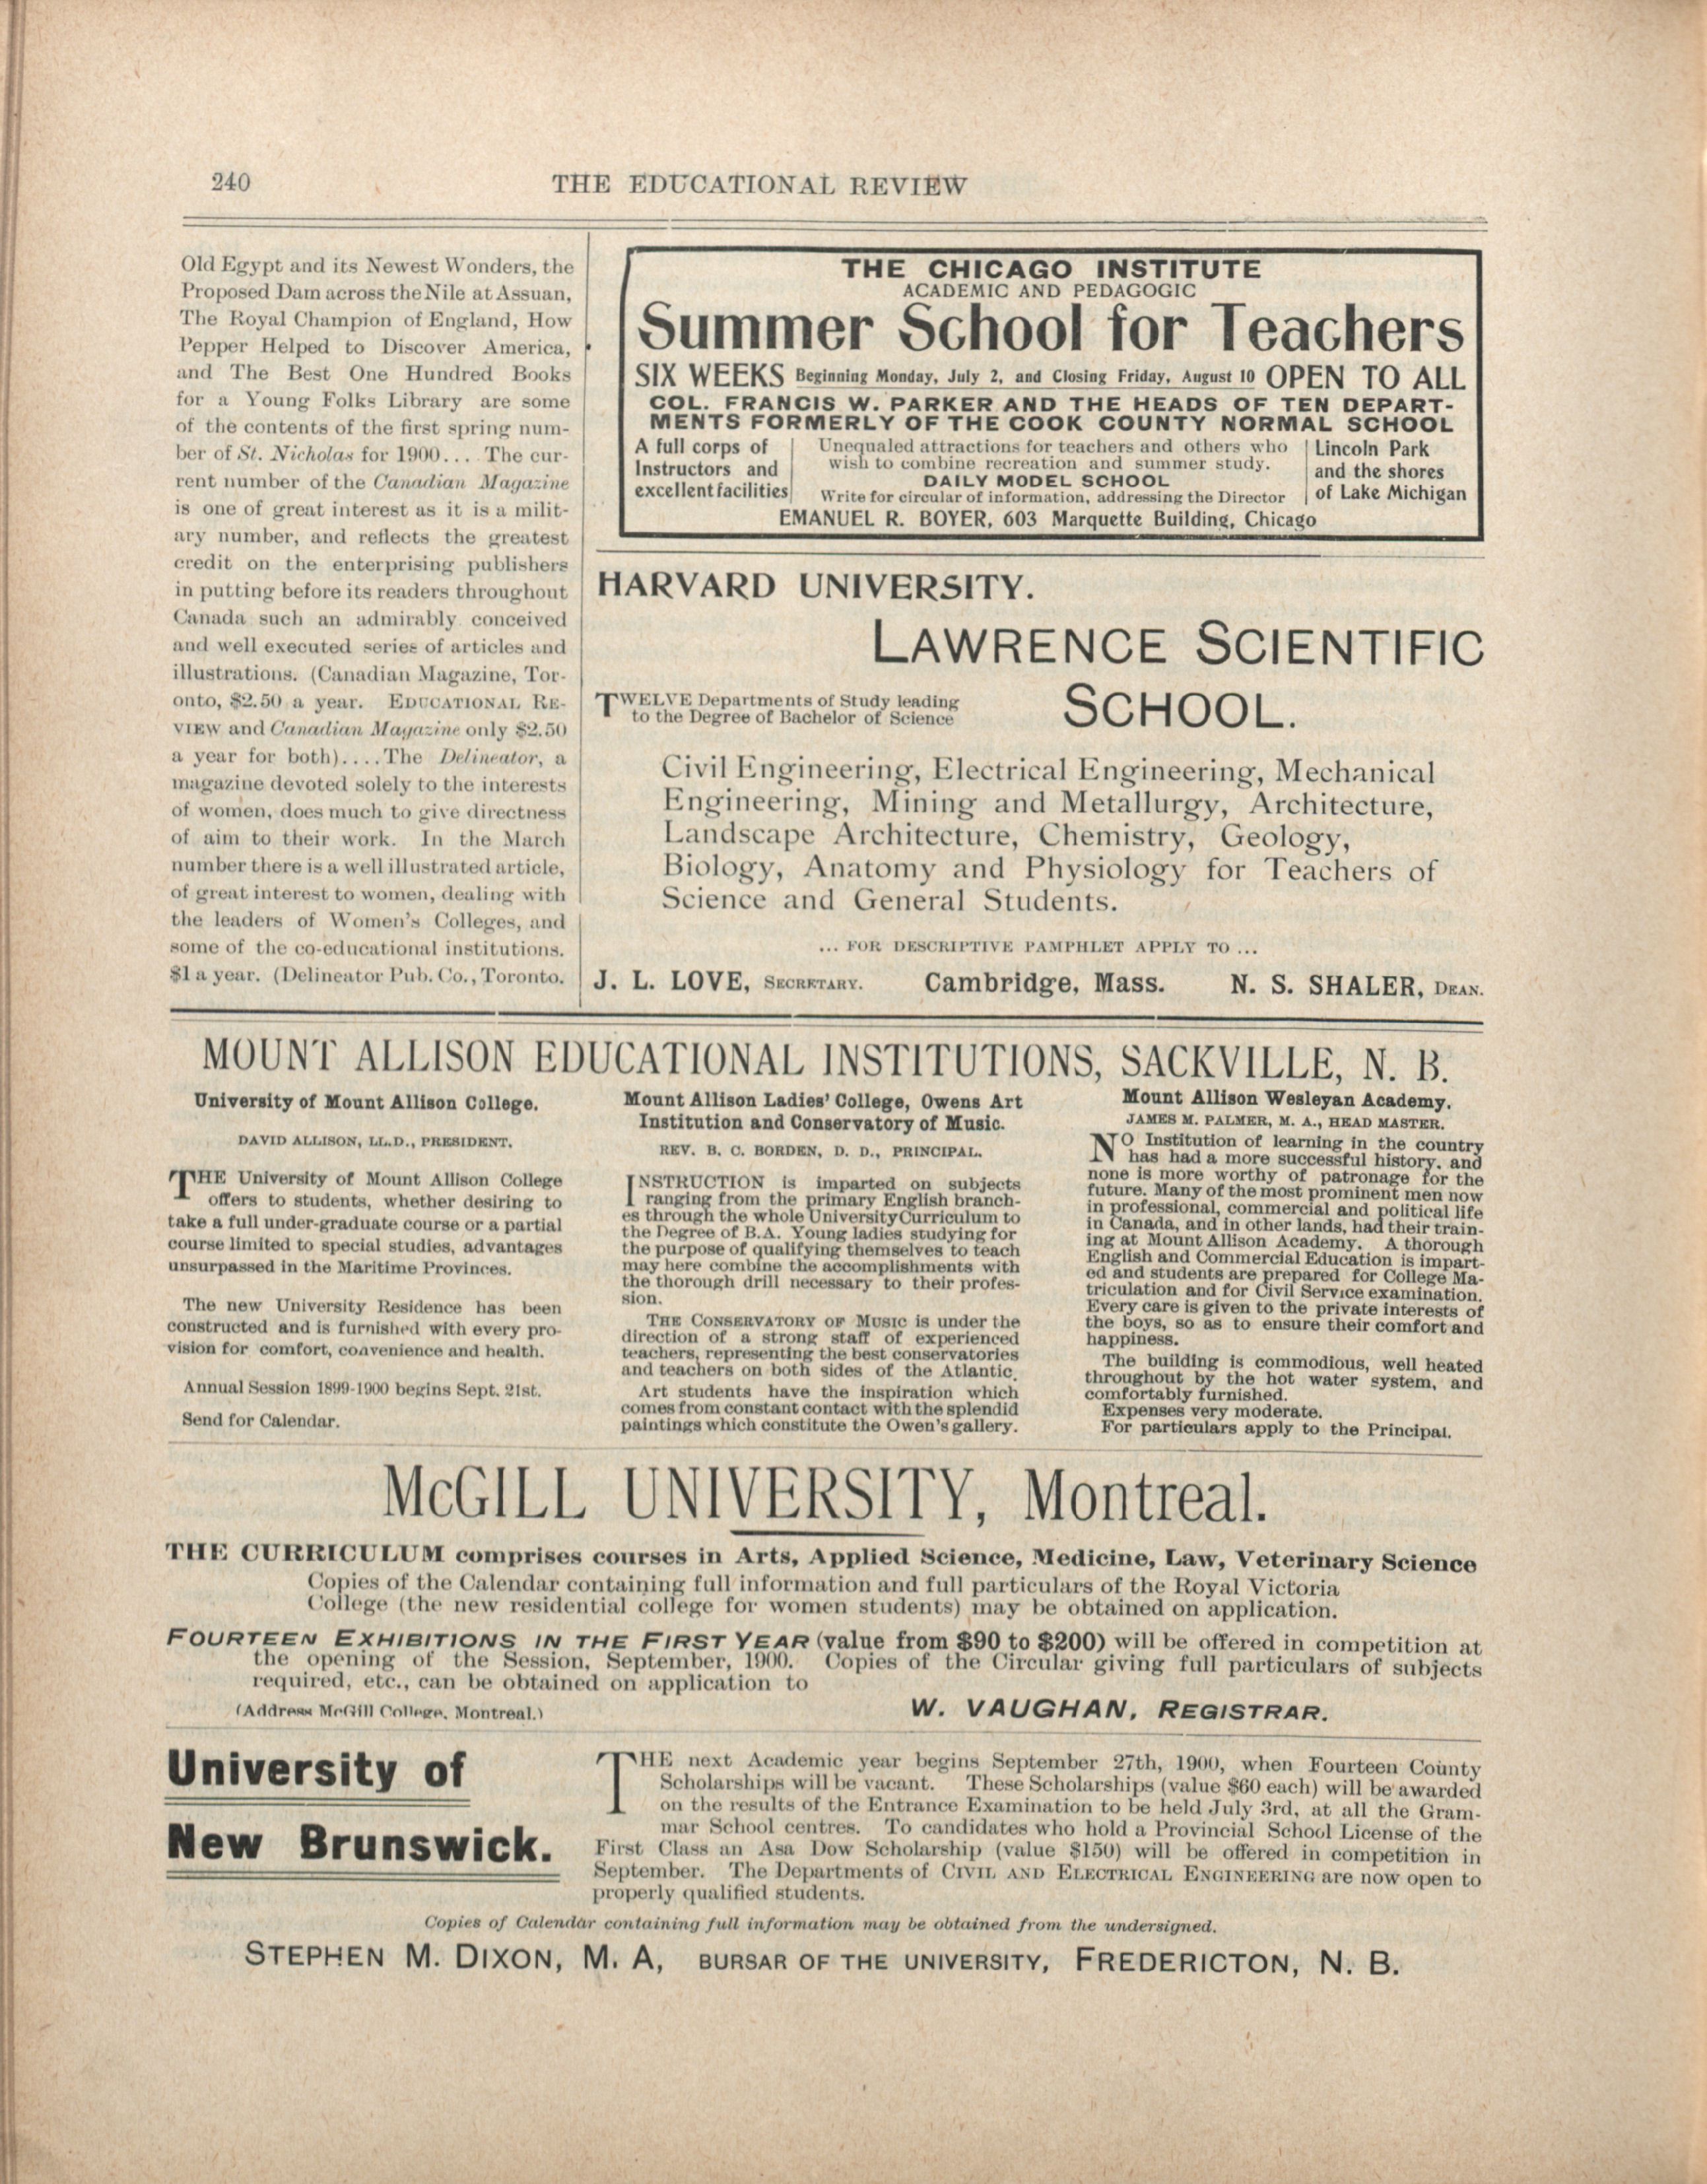 240
THE EDUCATIONAL REVIEW
Old Egypt and its Newest Wonders, the
Proposed Dam across the Nile at Assuan,
The Royal Champion of England, How
Pepper Helped to Discover America,
and The Best One Hundred Books
for a Young Folks Library are some
of the contents of the first spring num-
ber of St. Nicholas for 1900... The cur-
rent number of the Canadian Magazine
is one of great interest as it is a milit-
ary number, and reflects the greatest
credit on the enterprising publishers
in putting before its readers throughout
Canada such an admirably conceived
and well executed series of articles and
illustrations. (Canadian Magazine, Tor-
onto, $2.50 a year. EDUCATIONAL RE-
VIEW and Canadian Magazine only $2.50
a year for both)....The Delineator, a
magazine devoted solely to the interests
of women, does much to give directness
of aim to their work. In the March
number there is a well illustrated article,
of great interest to women, dealing with
the leaders of Women's Colleges, and
some of the co-educational institutions.
$1 a year. (Delineator Pub. Co., Toronto.
THE CHICAGO INSTITUTE
ACADEMIC AND PEDAGOGIC
Summer School for Teachers
SIX WEEKS Beginning Monday, July 2, and Closing Friday, August 10 OPEN TO ALL
COL. FRANCIS W. PARKER AND THE HEADS OF TEN DEPART-
MENTS FORMERLY OF THE COOK COUNTY NORMAL SCHOOL
A full corps of
Instructors and
excellent facilities
Unequaled attractions for teachers and others who
wish to combine recreation and summer study.
DAILY MODEL SCHOOL
Write for circular of information, addressing the Director
Lincoln Park
and the shores
of Lake Michigan
EMANUEL R. BOYER, 603 Marquette Building, Chicago
HARVARD UNIVERSITY.
LAWRENCE SCIENTIFIC
SCHOOL.
TWELVE Departments of Study leading
to the Degree of Bachelor of Science
Civil Engineering, Electrical Engineering, Mechanical
Engineering, Mining and Metallurgy, Architecture,
Landscape Architecture, Chemistry, Geology,
Biology, Anatomy and Physiology for Teachers of
Science and General Students.
... FOR DESCRIPTIVE PAMPHLET APPLY TO ...
J. L. LOVE, SECRETARY. Cambridge, Mass. N. S. SHALER, DEAN.
MOUNT ALLISON EDUCATIONAL INSTITUTIONS, SACKVILLE, N. B.
University of Mount Allison College.
DAVID ALLISON, LL.D., PRESIDENT.
THE University of Mount Allison College
offers to students, whether desiring to
take a full under-graduate course or a partial
course limited to special studies, advantages
unsurpassed in the Maritime Provinces.
The new University Residence has been
constructed and is furnished with every pro-
vision for comfort, convenience and health.
Annual Session 1899-1900 begins Sept. 21st.
Send for Calendar.
Mount Allison Ladies' College, Owens Art
Institution and Conservatory of Music.
REV. B. C. BORDEN, D. D., PRINCIPAL.
INSTRUCTION is imparted on subjects
ranging from the primary English branch-
es through the whole University Curriculum to
the Degree of B.A. Young ladies studying for
the purpose of qualifying themselves to teach
may here combine the accomplishments with
the thorough drill necessary to their profes-
sion.
THE CONSERVATORY OF MUSIC is under the
direction of a strong staff of experienced
teachers, representing the best conservatories
and teachers on both sides of the Atlantic.
Art students have the inspiration which
comes from constant contact with the splendid
paintings which constitute the Owen's gallery.
Mount Allison Wesleyan Academy.
JAMES M. PALMER, M. A., HEAD MASTER.
NO Institution of learning in the country
has had a more successful history, and
none is more worthy of patronage for the
future. Many of the most prominent men now
in professional, commercial and political life
in Canada, and in other lands, had their train-
ing at Mount Allison Academy. A thorough
English and Commercial Education is impart-
ed and students are prepared for College Ma-
triculation and for Civil Service examination.
Every care is given to the private interests of
the boys, so as to ensure their comfort and
happiness.
The building is commodious, well heated
throughout by the hot water system, and
comfortably furnished.
Expenses very moderate.
For particulars apply to the Principal.
McGILL UNIVERSITY, Montreal.
THE CURRICULUM comprises courses in Arts, Applied Science, Medicine, Law, Veterinary Science
Copies of the Calendar containing full information and full particulars of the Royal Victoria
College (the new residential college for women students) may be obtained on application.
FOURTEEN EXHIBITIONS IN THE FIRST YEAR (value from $90 to $200) will be offered in competition at
the opening of the Session, September, 1900. Copies of the Circular giving full particulars of subjects
required, etc., can be obtained on application to
(Address McGill College, Montreal.)
W. VAUGHAN, REGISTRAR.
University of
New Brunswick.
THE next Academic year begins September 27th, 1900, when Fourteen County
Scholarships will be vacant. These Scholarships (value $60 each) will be awarded
on the results of the Entrance Examination to be held July 3rd, at all the Gram-
mar School centres. To candidates who hold a Provincial School License of the
First Class an Asa Dow Scholarship (value $150) will be offered in competition in
September. The Departments of CIVIL AND ELECTRICAL ENGINEERING are now open to
properly qualified students.
Copies of Calendar containing full information may be obtained from the undersigned.
STEPHEN M. DIXON, M. A, BURSAR OF THE UNIVERSITY, FREDERICTON, N. B.